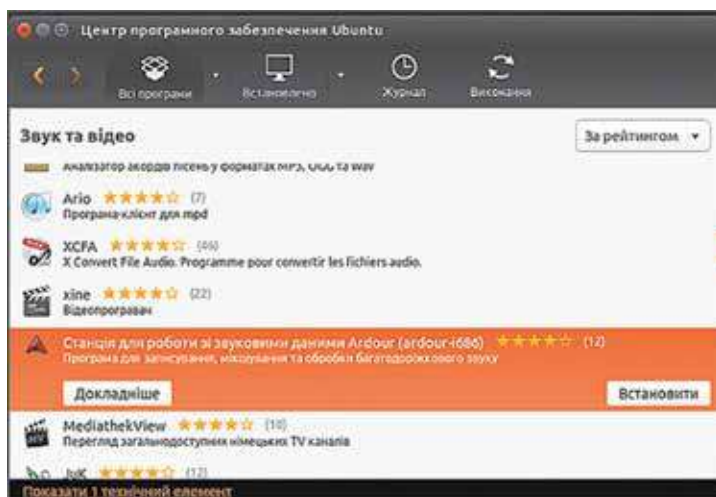 Центр програмного забезпечення Ubuntu
Всі програми
Встановлено
Журнал
Виконання
Звук та відео
За рейтингом
Аналізатор акордів пісень у форматах MP3, OGG та Wav
Ario (7)
Програма-клієнт для mpd
XCFA (46)
X Convert File Audio. Programme pour convertir les fichiers audio.
xine (22)
Відеопрогравач
Станція для роботи зі звуковими даними Ardour (ardour-i686) (12)
Програма для записування, мікшування та обробки багатодоріжкового звуку
Докладніше
Встановити
MediathekView (10)
Перегляд загальнодоступних німецьких TV каналів
JuK (12)
Показати 1 технічний елемент